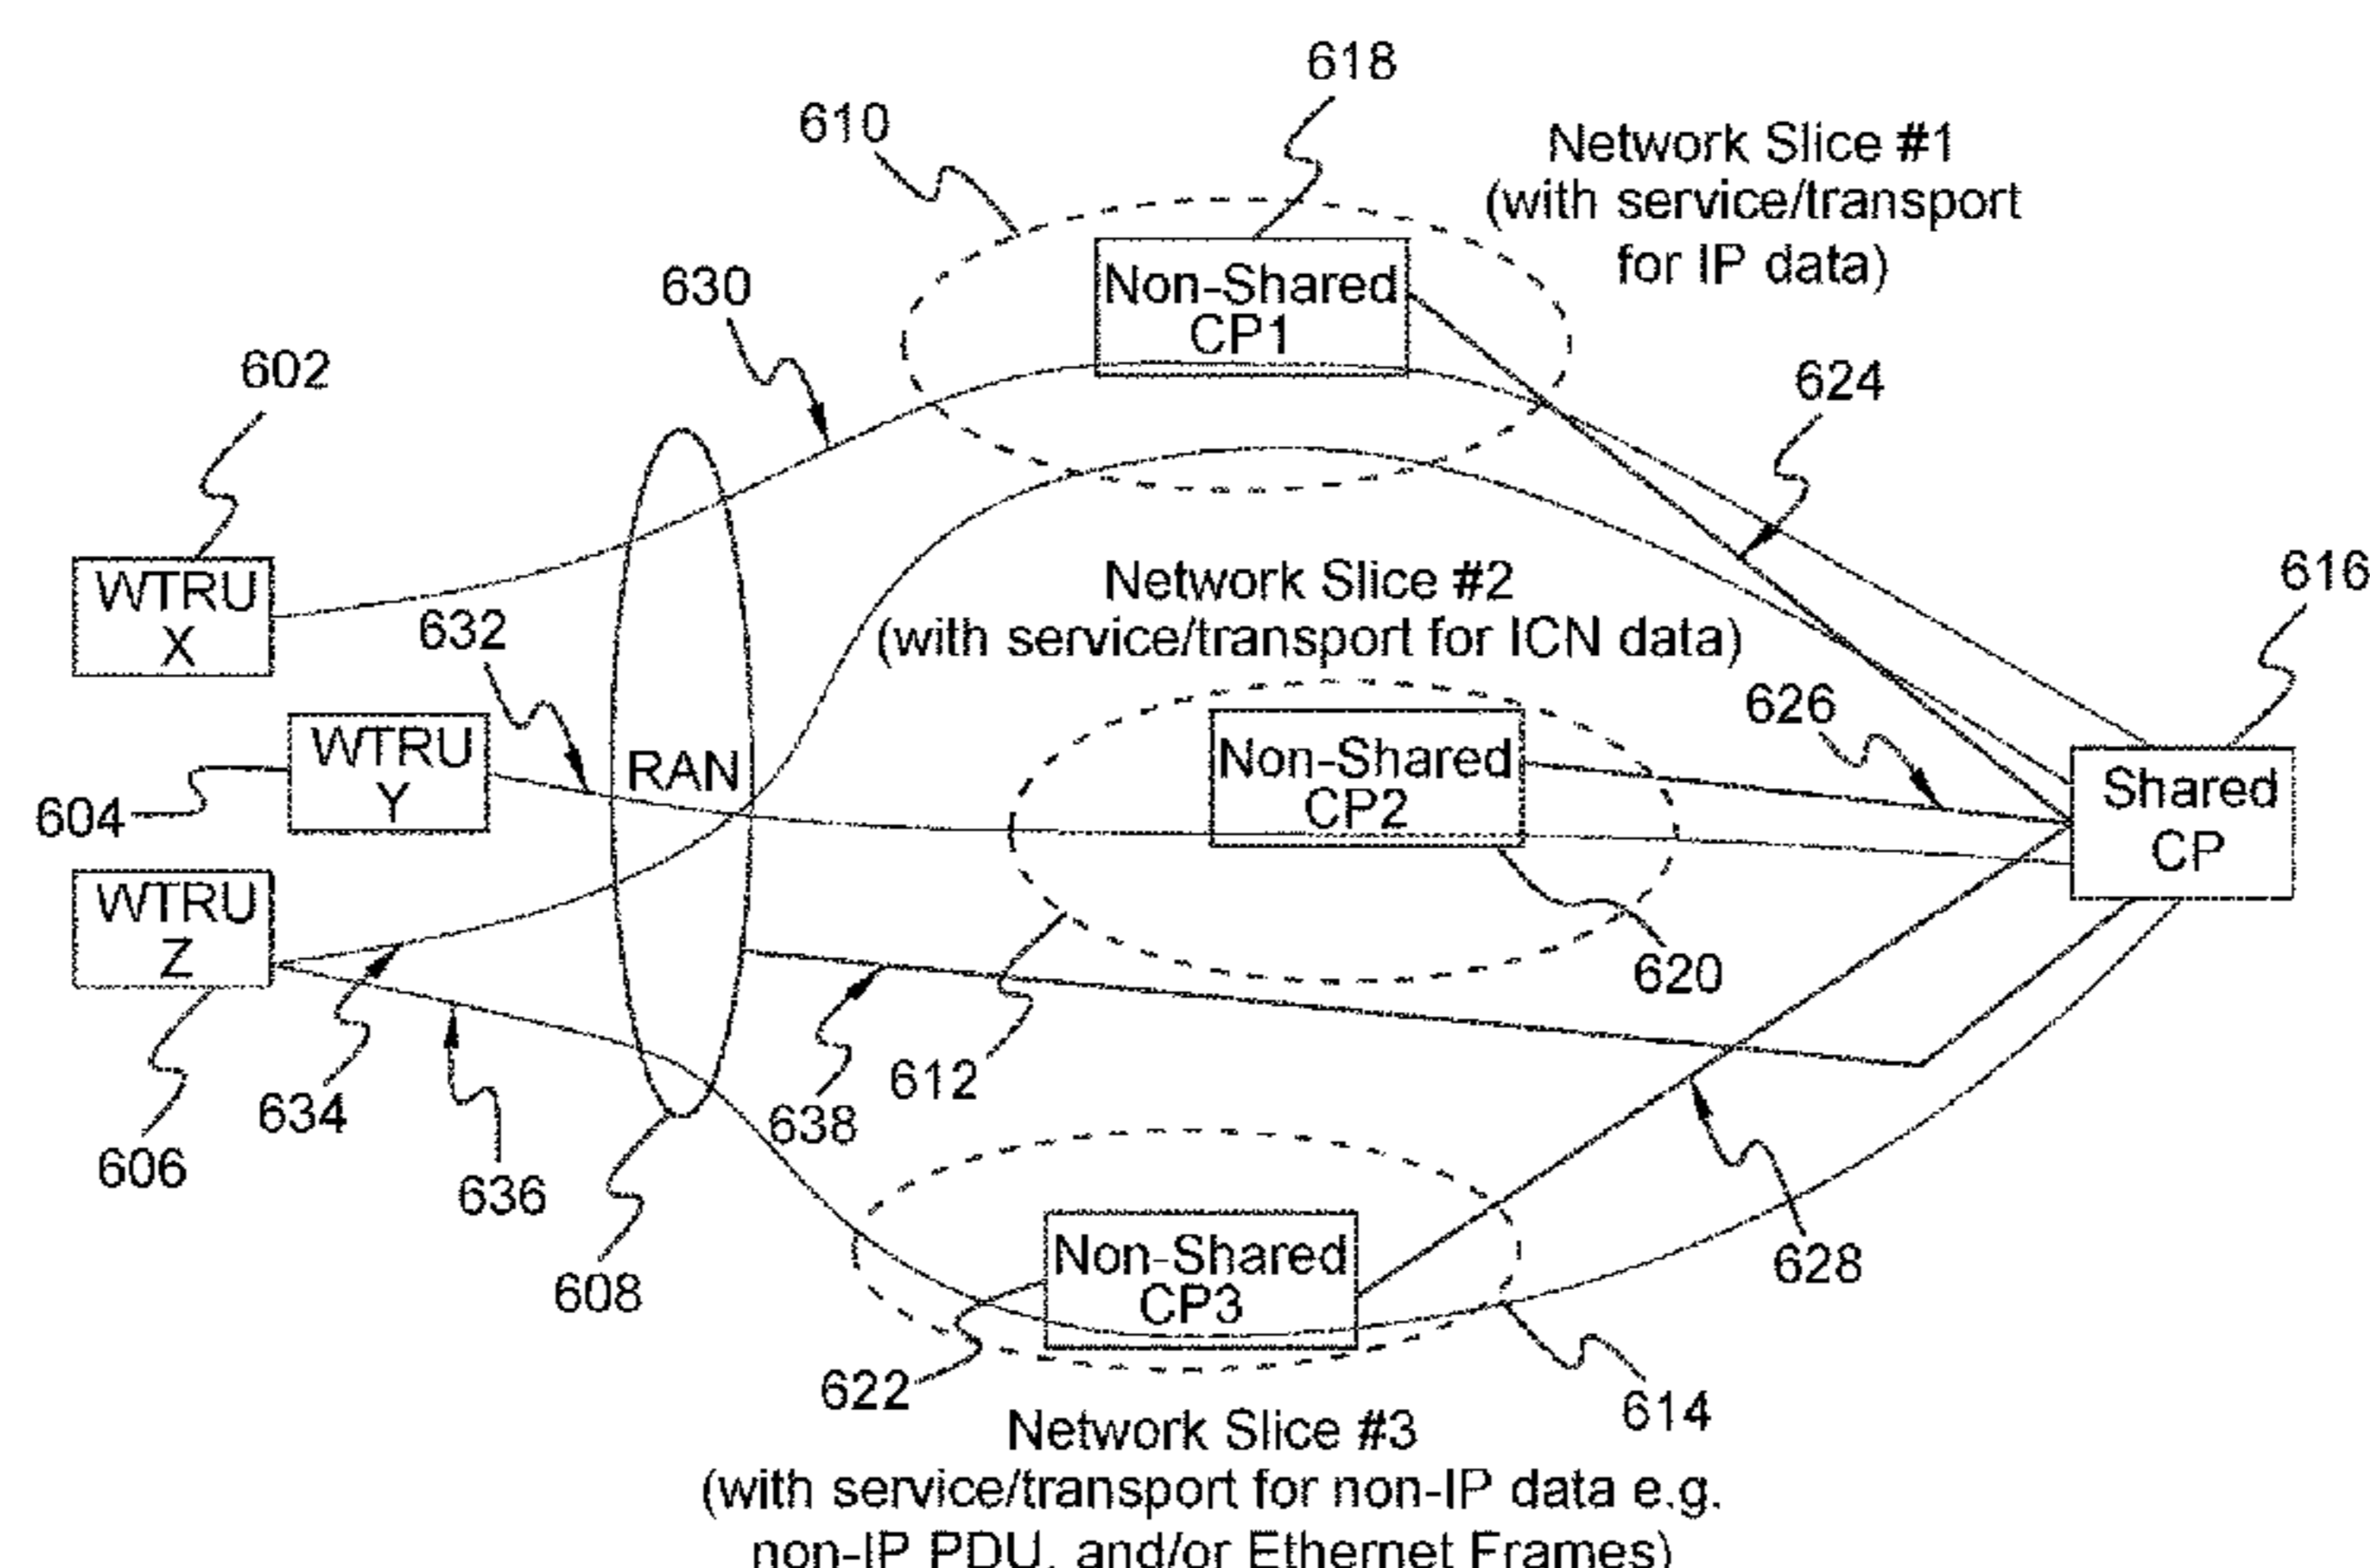 618
610
Network Slice #1
(with service/transport
for IP data)
Non-Shared
CP1
630
602
624
WTRU
X
632
Network Slice #2
(with service/transport for ICN data)
616
626
WTRU
Y
RAN
Non-Shared
CP2
Shared
CP
604
WTRU
Z
620
612
634
638
606
636
608
Non-Shared
CP3
628
622
614
Network Slice #3
(with service/transport for non-IP data e.g.
non-IP PDU, and/or Ethernet Frames)